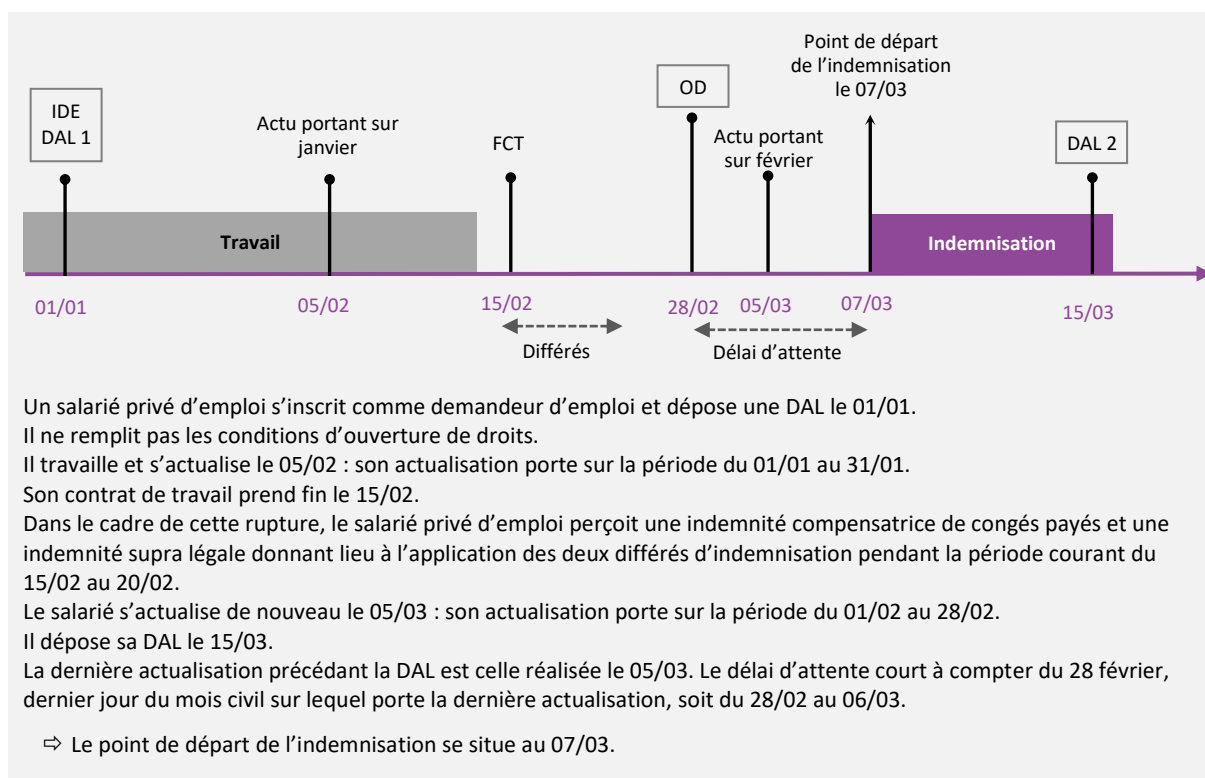 Point de départ
de l’indemnisation
le 07/03
IDE
DAL 1
Actu portant sur
janvier
FCT
OD
Actu portant
sur février
DAL 2
Travail
Indemnisation
01/01
05/02
15/02
28/02
05/03
07/03
15/03
Différés
Délai d’attente
Un salarié privé d’emploi s’inscrit comme demandeur d’emploi et dépose une DAL le 01/01.
Il ne remplit pas les conditions d’ouverture de droits.
Il travaille et s’actualise le 05/02 : son actualisation porte sur la période du 01/01 au 31/01.
Son contrat de travail prend fin le 15/02.
Dans le cadre de cette rupture, le salarié privé d’emploi perçoit une indemnité compensatrice de congés payés et une
indemnité supra légale donnant lieu à l’application des deux différés d’indemnisation pendant la période courant du
15/02 au 20/02.
Le salarié s’actualise de nouveau le 05/03 : son actualisation porte sur la période du 01/02 au 28/02.
Il dépose sa DAL le 15/03.
La dernière actualisation précédant la DAL est celle réalisée le 05/03. Le délai d’attente court à compter du 28 février,
dernier jour du mois civil sur lequel porte la dernière actualisation, soit du 28/02 au 06/03.
⇨ Le point de départ de l’indemnisation se situe au 07/03.